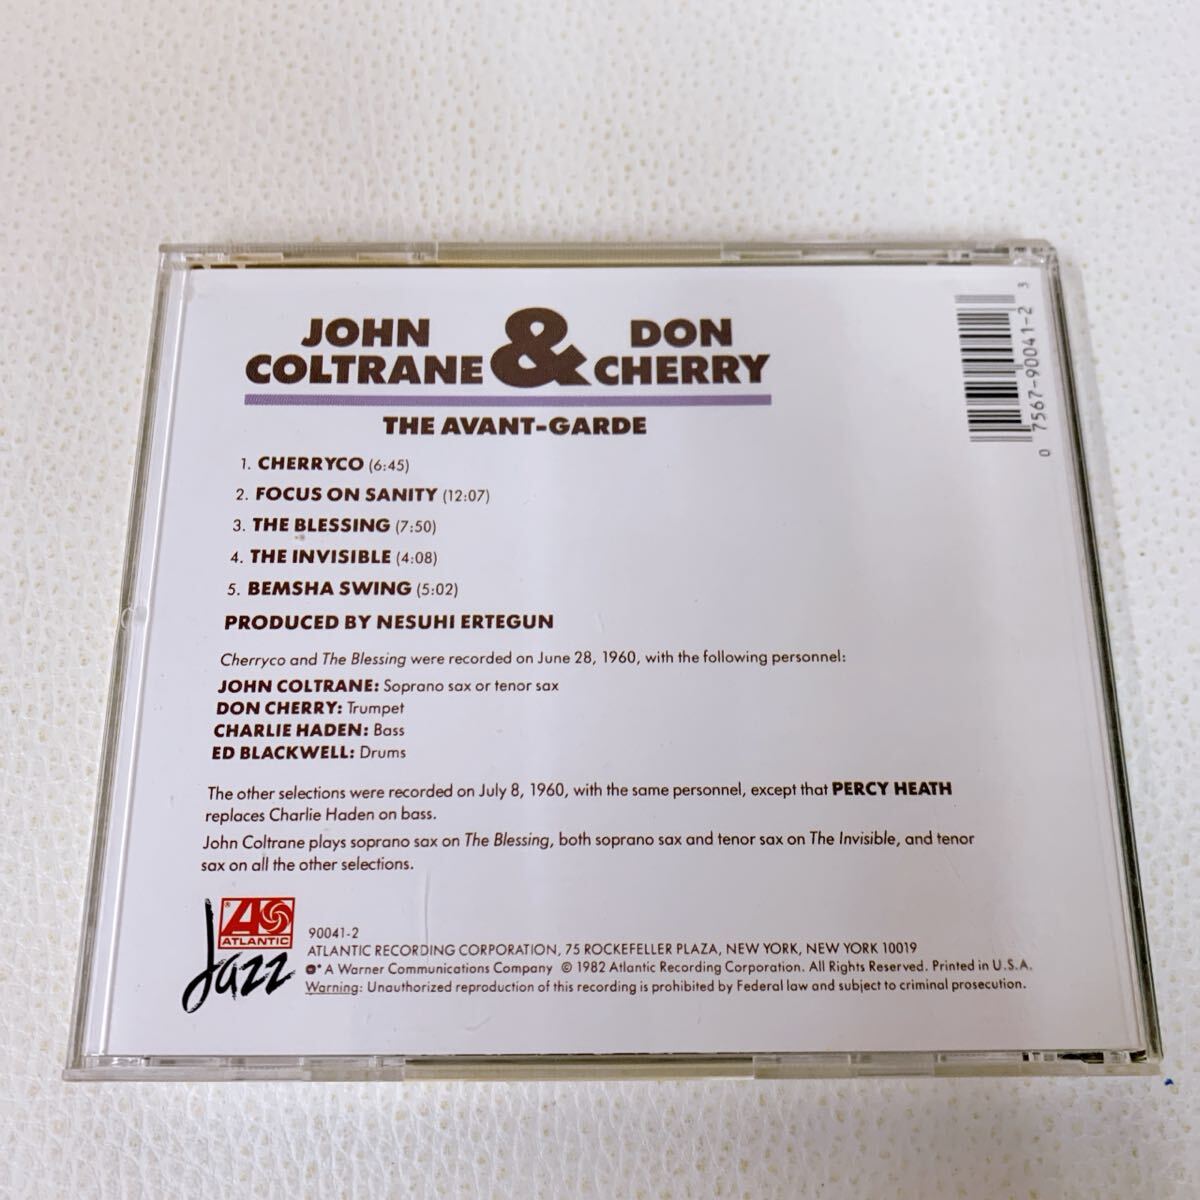 JOHN COLTRANE & DON CHERRY
THE AVANT-GARDE
1. CHERRYCO (6:45)
2. FOCUS ON SANITY (12:07)
3. THE BLESSING (7:50)
4. THE INVISIBLE (4:08)
5. BEMSHA SWING (5:02)
PRODUCED BY NESUHI ERTEGUN
Cherryco and The Blessing were recorded on June 28, 1960, with the following personnel:
JOHN COLTRANE: Soprano sax or tenor sax
DON CHERRY: Trumpet
CHARLIE HADEN: Bass
ED BLACKWELL: Drums
The other selections were recorded on July 8, 1960, with the same personnel, except that PERCY HEATH
replaces Charlie Haden on bass.
John Coltrane plays soprano sax on The Blessing, both soprano sax and tenor sax on The Invisible, and tenor
sax on all the other selections.
ATLANTIC
Jazz
90041-2
ATLANTIC RECORDING CORPORATION, 75 ROCKEFELLER PLAZA, NEW YORK, NEW YORK 10019
A Warner Communications Company © 1982 Atlantic Recording Corporation. All Rights Reserved. Printed in U.S.A.
Warning: Unauthorized reproduction of this recording is prohibited by Federal law and subject to criminal prosecution.
0 7567-90041-2 3